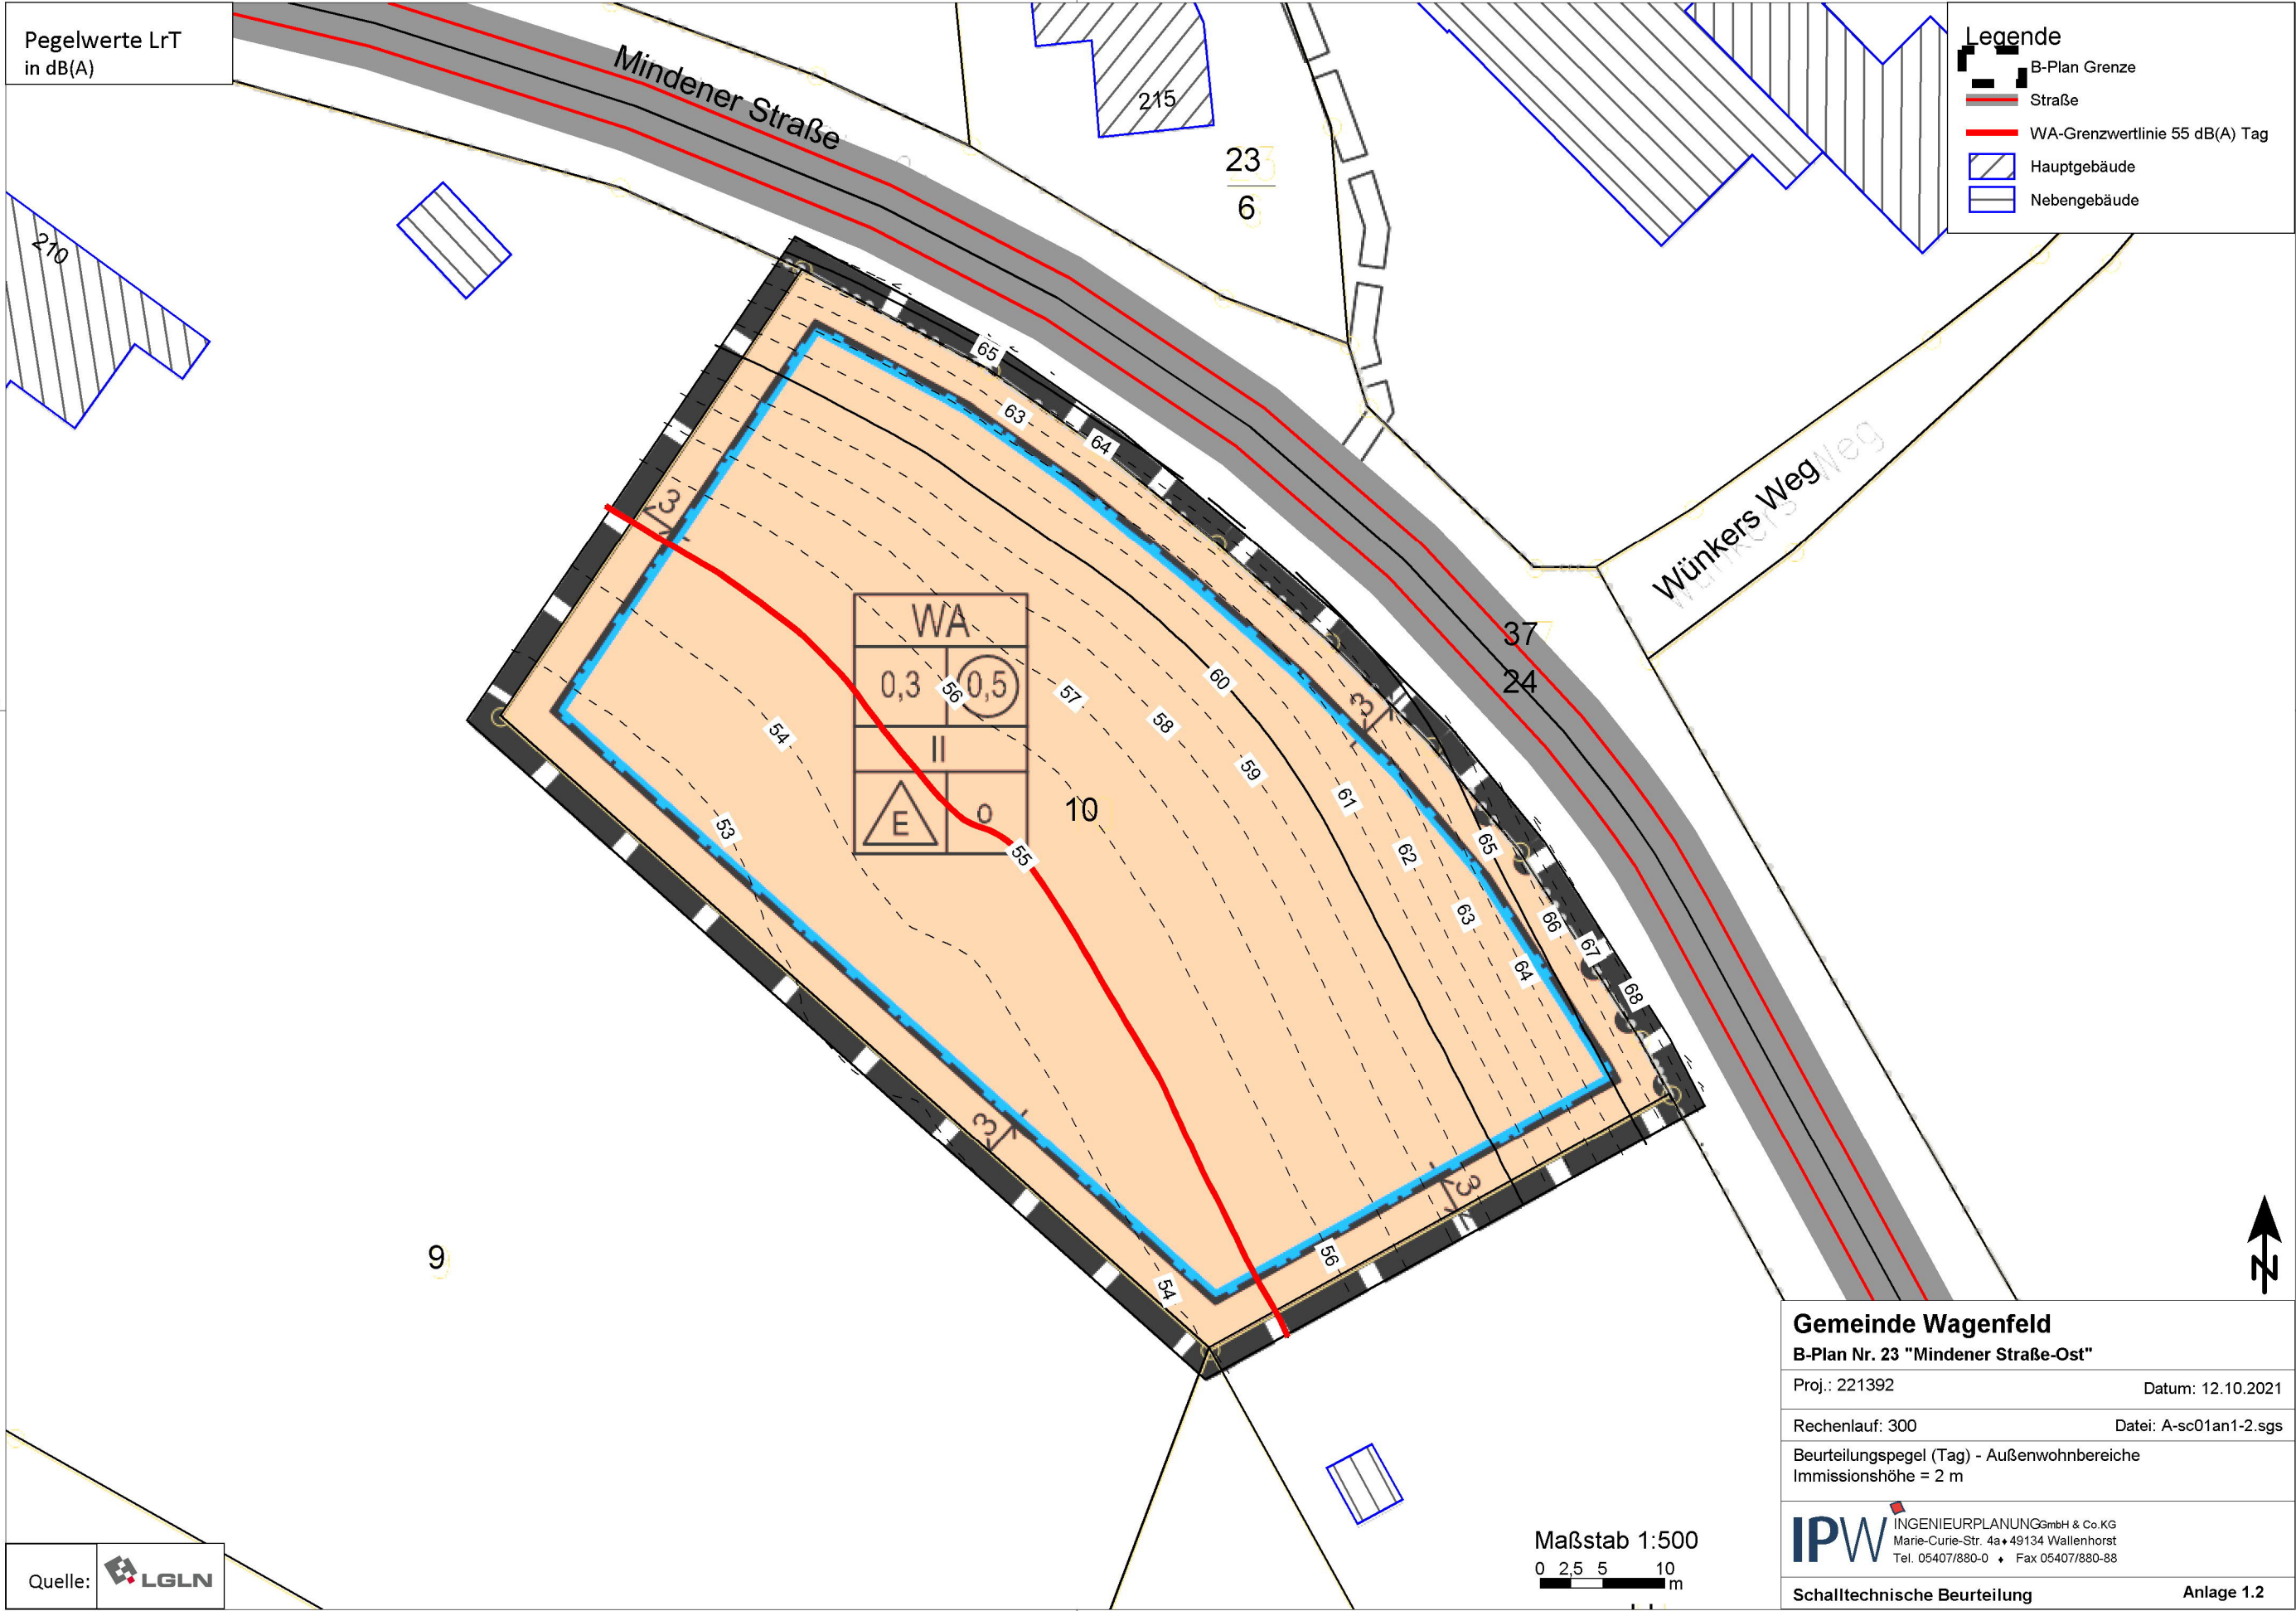 Pegelwerte LrT
in dB(A)
Mindener Straße
215
23
6
210
Legende
B-Plan Grenze
Straße
WA-Grenzwertlinie 55 dB(A) Tag
Hauptgebäude
Nebengebäude
Wünkers Weg
37
24
65
63
64
3
WA
0,3
0,5
II
E
o
56
57
58
59
60
61
62
63
64
65
66
67
68
54
53
55
10
3
3
3
56
54
9
Maßstab 1:500
0 2,5 5 10
m
Gemeinde Wagenfeld
B-Plan Nr. 23 "Mindener Straße-Ost"
Proj.: 221392 Datum: 12.10.2021
Rechenlauf: 300 Datei: A-sc01an1-2.sgs
Beurteilungspegel (Tag) - Außenwohnbereiche
Immissionshöhe = 2 m
IPW INGENIEURPLANUNG GmbH & Co.KG
Marie-Curie-Str. 4a♦49134 Wallenhorst
Tel. 05407/880-0 ♦ Fax 05407/880-88
Schalltechnische Beurteilung Anlage 1.2
N
Quelle: LGLN